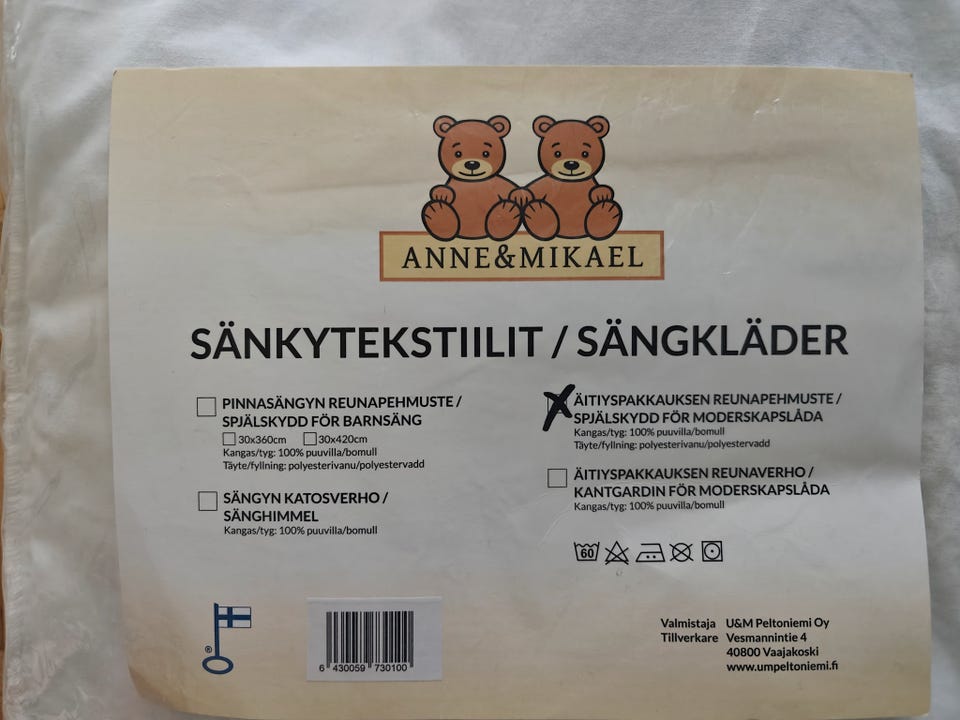 ANNE&MIKAEL
SÄNKYTEKSTIILIT / SÄNGKLÄDER
PINNASÄNGYN REUNAPEHMUSTE /
SPJÄLSKYDD FÖR BARNSÄNG
30x360cm 30x420cm
Kangas/tyg: 100% puuvilla/bomull
Täyte/fyllning: polyesterivanu/polyestervadd
SÄNGYN KATOSVERHO /
SÄNGHIMMEL
Kangas/tyg: 100% puuvilla/bomull
ÄITIYSPAKKAUKSEN REUNAPEHMUSTE /
SPJÄLSKYDD FÖR MODERSKAPSLÅDA
Kangas/tyg: 100% puuvilla/bomull
Täyte/fyllning: polyesterivanu/polyestervadd
ÄITIYSPAKKAUKSEN REUNAVERHO /
KANTGARDIN FÖR MODERSKAPSLÅDA
Kangas/tyg: 100% puuvilla/bomull
60
®
6 430059 730100
Valmistaja U&M Peltoniemi Oy
Tillverkare Vesmannintie 4
40800 Vaajakoski
www.umpeltoniemi.fi